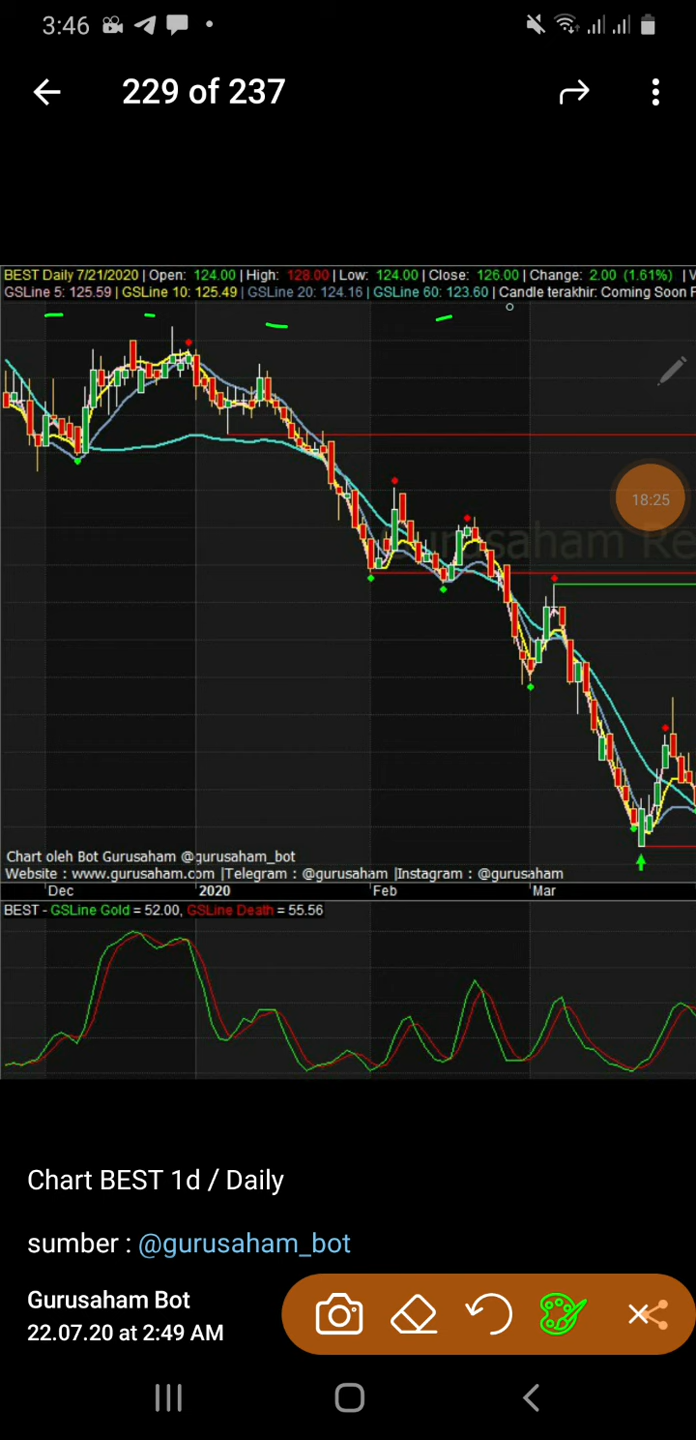 3:46
229 of 237
BEST Daily 7/21/2020 | Open: 124.00 | High: 128.00 | Low: 124.00 | Close: 126.00 | Change: 2.00 (1.61%) | V
GSLine 5: 125.59 | GSLine 10: 125.49 | GSLine 20: 124.16 | GSLine 60: 123.60 | Candle terakhir: Coming Soon F
18:25
urusaham Re
Chart oleh Bot Gurusaham @gurusaham_bot
Website : www.gurusaham.com |Telegram : @gurusaham |Instagram : @gurusaham
Dec 2020 Feb Mar
BEST - GSLine Gold = 52.00, GSLine Death = 55.56
Chart BEST 1d / Daily
sumber : @gurusaham_bot
Gurusaham Bot
22.07.20 at 2:49 AM